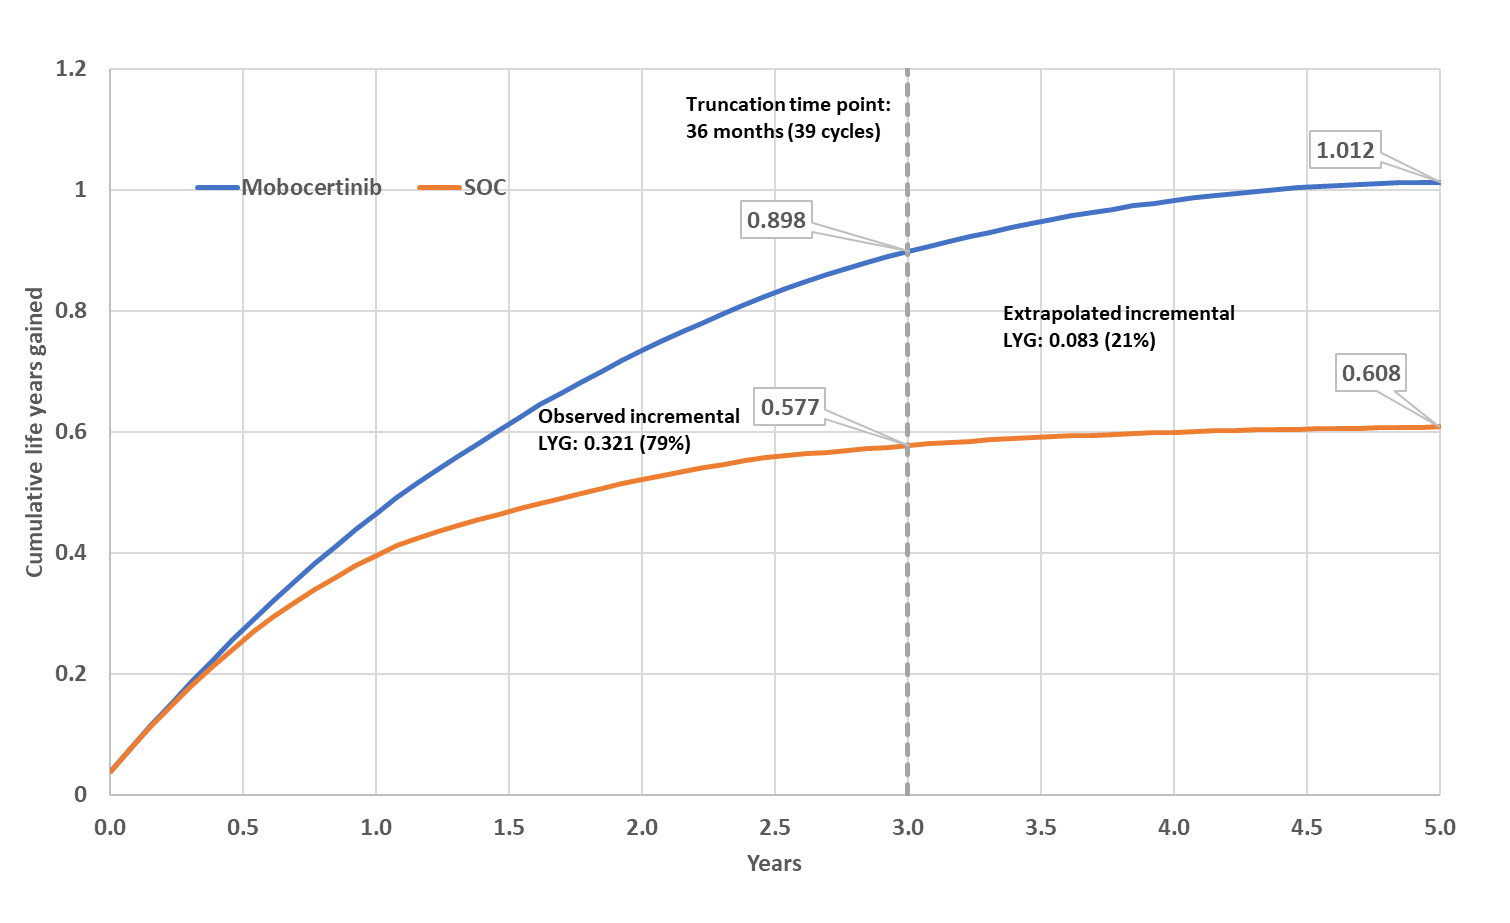 1.2
Truncation time point:
36 months (39 cycles)
1.012
Mobocertinib
SOC
1
0.898
0.8
Extrapolated incremental
LYG: 0.083 (21%)
0.608
0.577
Observed incremental
LYG: 0.321 (79%)
0.6
0.4
0.2
0
Cumulative life years gained
0.0 0.5 1.0 1.5 2.0 2.5 3.0 3.5 4.0 4.5 5.0
Years